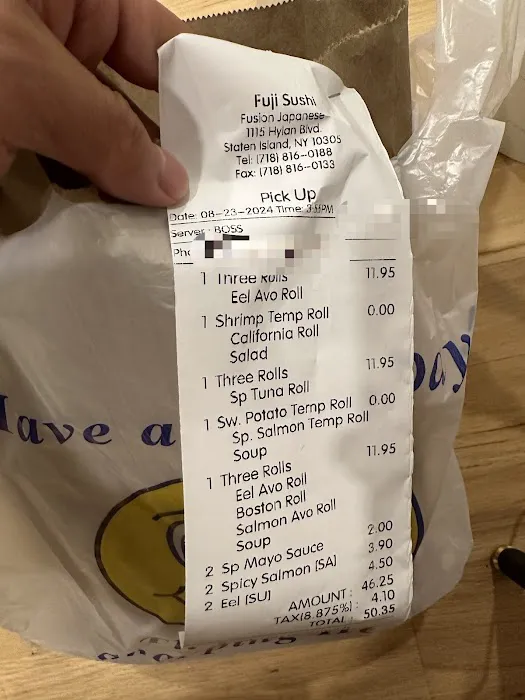 Fuji Sushi
Fusion Japanese
1115 Hylan Blvd.
Staten Island, NY 10305
Tel: (718) 816-0188
Fax: (718) 816-0133
Pick Up
Date: 08-23-2024 Time: 3:53PM
Server: BOSS
1 Three Rolls 11.95
Eel Avo Roll
1 Shrimp Temp Roll 0.00
California Roll
Salad
1 Three Rolls 11.95
Sp Tuna Roll
1 Sw. Potato Temp Roll 0.00
Sp. Salmon Temp Roll
Soup
1 Three Rolls 11.95
Eel Avo Roll
Boston Roll
Salmon Avo Roll
Soup
2 Sp Mayo Sauce 2.00
2 Spicy Salmon [SA] 3.90
2 Eel [SU] 4.50
AMOUNT: 46.25
TAX(8.875%): 4.10
TOTAL: 50.35
Have a Day